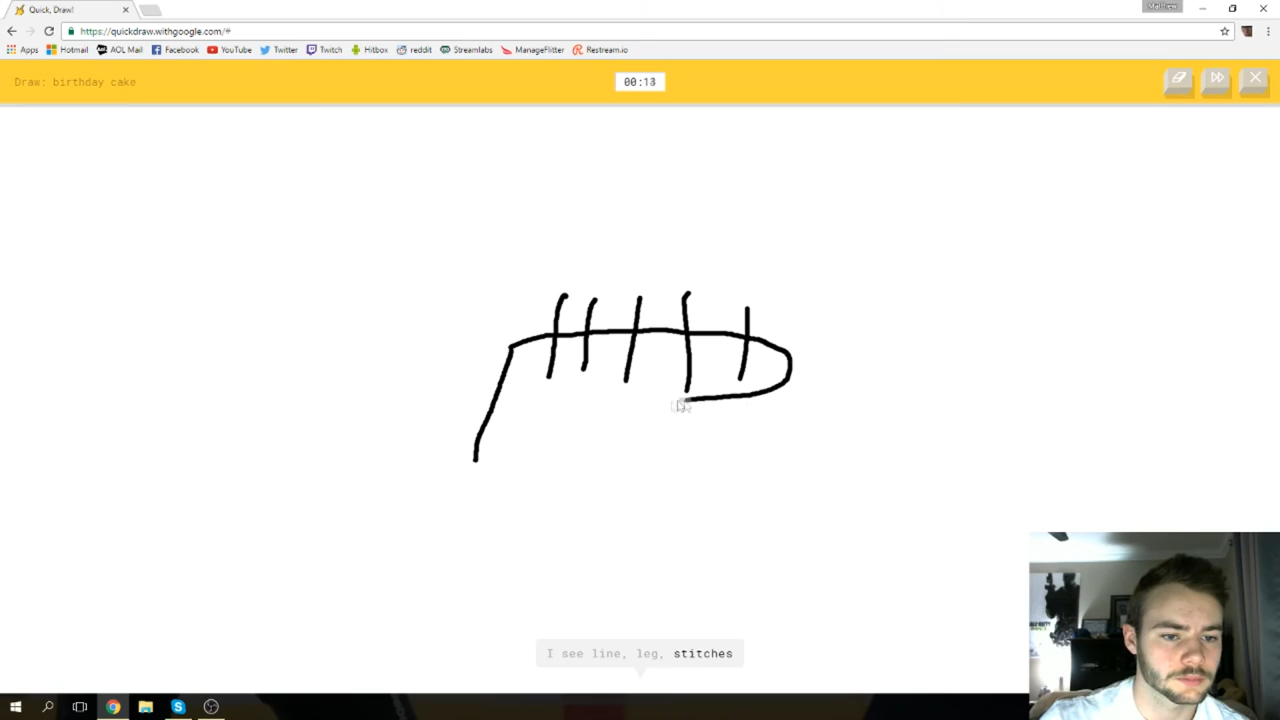 Quick, Draw!
Matthew
https://quickdraw.withgoogle.com/#
Apps Hotmail AOL Mail Facebook YouTube Twitter Twitch Hitbox reddit Streamlabs ManageFlitter Restream.io
Draw: birthday cake
00:13
I see line, leg, stitches